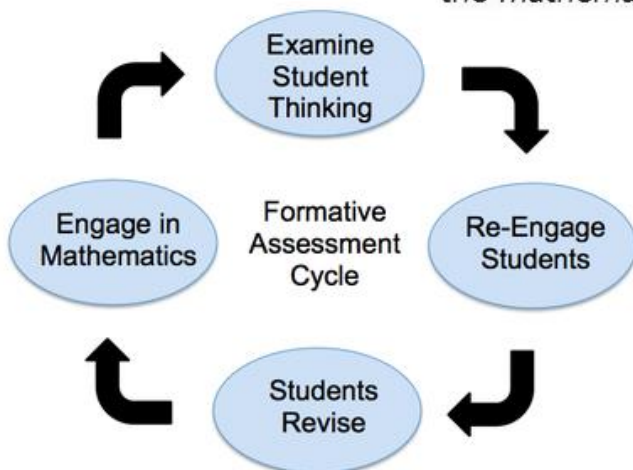 Examine
Student
Thinking
Engage in
Mathematics
Formative
Assessment
Cycle
Re-Engage
Students
Students
Revise